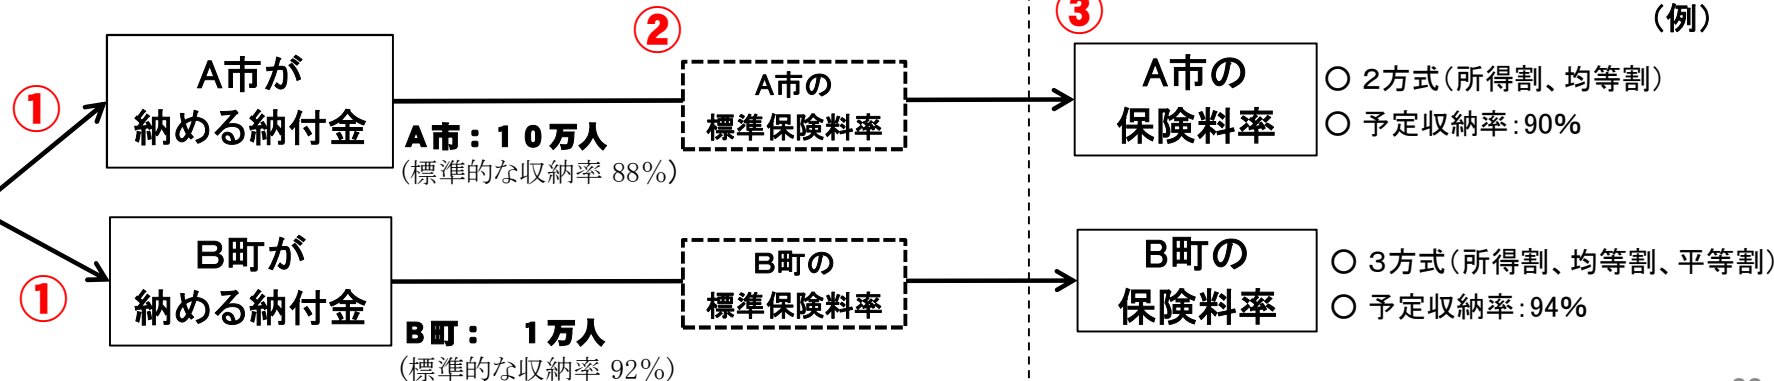 ③
（例）
②
①
A市が
納める納付金
A市：１０万人
(標準的な収納率 88%)
A市の
標準保険料率
A市の
保険料率
○ ２方式（所得割、均等割）
○ 予定収納率：90%
①
B町が
納める納付金
B町：　１万人
(標準的な収納率 92%)
B町の
標準保険料率
B町の
保険料率
○ ３方式（所得割、均等割、平等割）
○ 予定収納率：94%